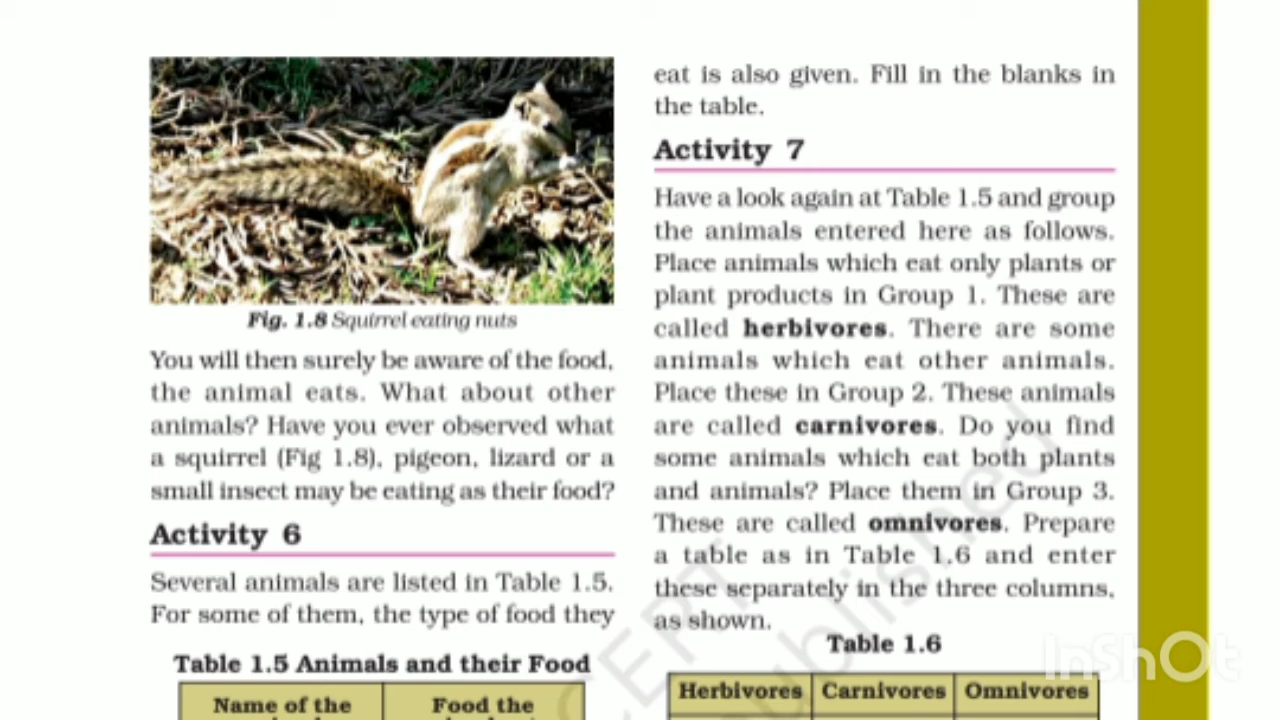 Fig. 1.8 Squirrel eating nuts
You will then surely be aware of the food,
the animal eats. What about other
animals? Have you ever observed what
a squirrel (Fig 1.8), pigeon, lizard or a
small insect may be eating as their food?
Activity 6
Several animals are listed in Table 1.5.
For some of them, the type of food they
Table 1.5 Animals and their Food
Name of the
Food the
eat is also given. Fill in the blanks in
the table.
Activity 7
Have a look again at Table 1.5 and group
the animals entered here as follows.
Place animals which eat only plants or
plant products in Group 1. These are
called herbivores. There are some
animals which eat other animals.
Place these in Group 2. These animals
are called carnivores. Do you find
some animals which eat both plants
and animals? Place them in Group 3.
These are called omnivores. Prepare
a table as in Table 1.6 and enter
these separately in the three columns,
as shown.
Table 1.6
Herbivores Carnivores Omnivores
InShOt